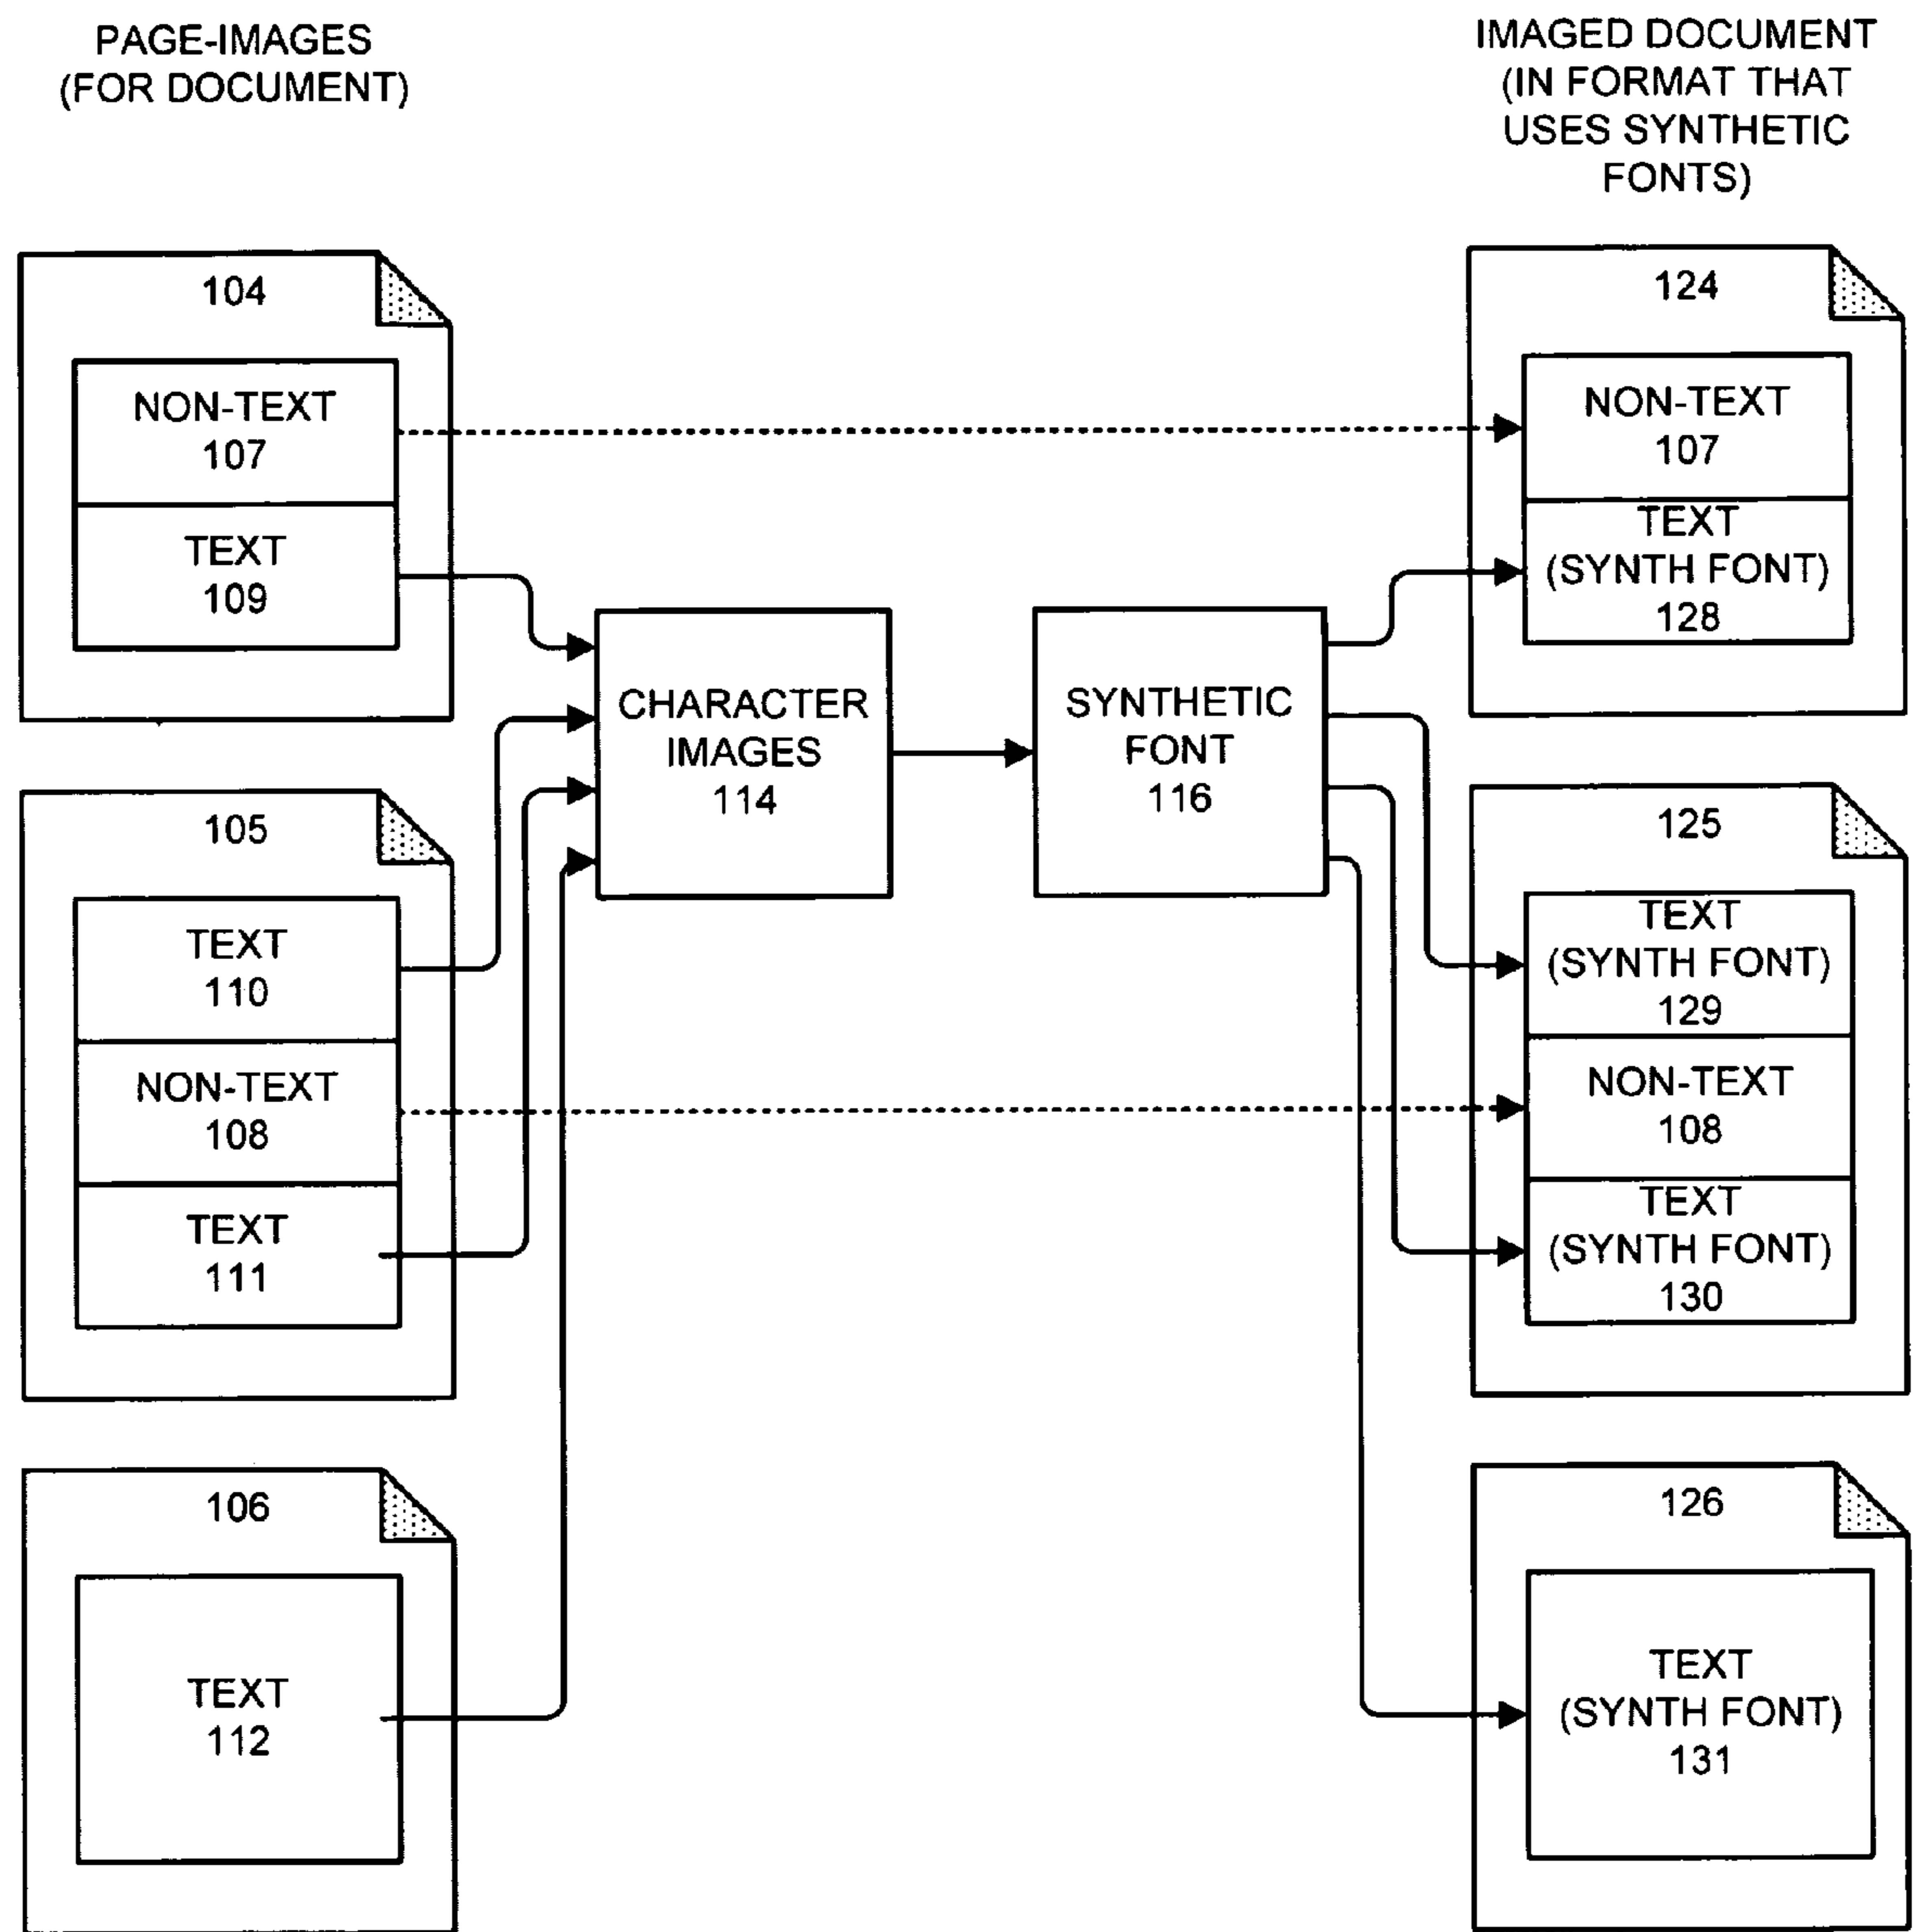 PAGE-IMAGES
(FOR DOCUMENT)
IMAGED DOCUMENT
(IN FORMAT THAT
USES SYNTHETIC
FONTS)
104
NON-TEXT
107
TEXT
109
105
TEXT
110
NON-TEXT
108
TEXT
111
106
TEXT
112
CHARACTER
IMAGES
114
SYNTHETIC
FONT
116
124
NON-TEXT
107
TEXT
(SYNTH FONT)
128
125
TEXT
(SYNTH FONT)
129
NON-TEXT
108
TEXT
(SYNTH FONT)
130
126
TEXT
(SYNTH FONT)
131